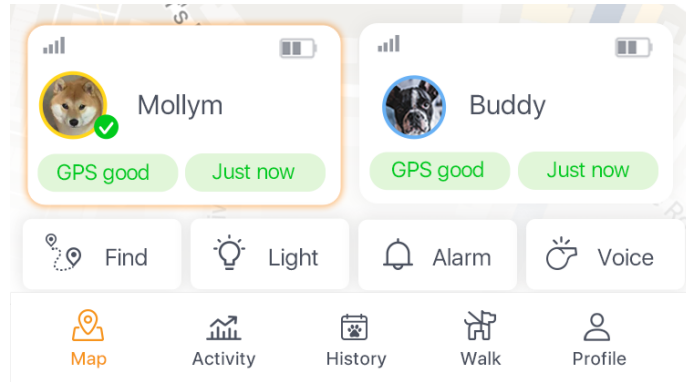 Mollym
Buddy
GPS good
Just now
GPS good
Just now
Find
Light
Alarm
Voice
Map
Activity
History
Walk
Profile